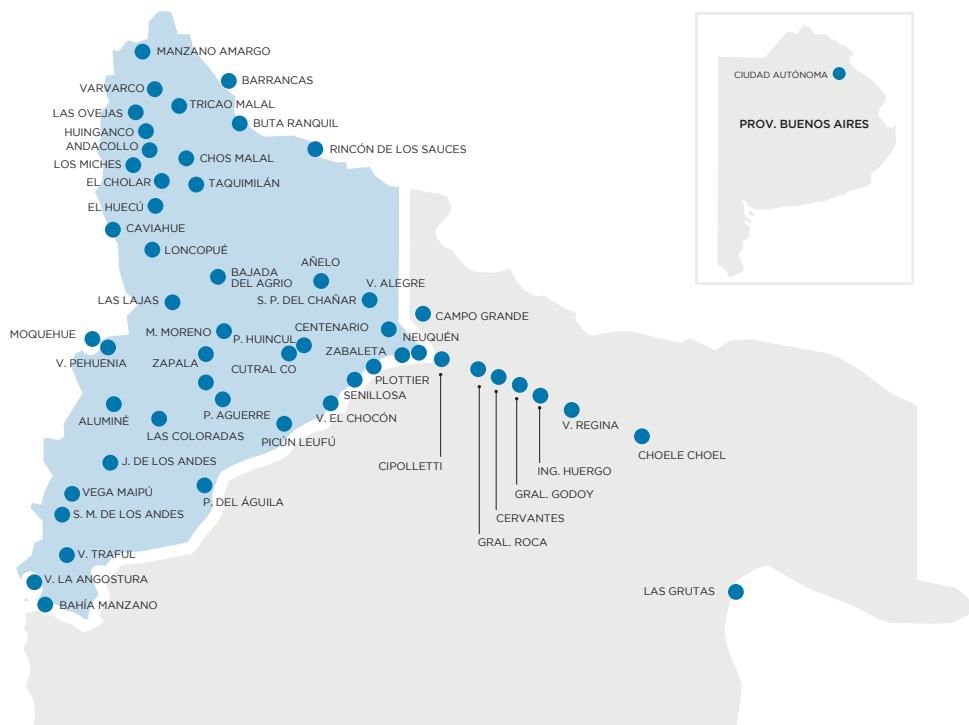 MANZANO AMARGO
CIUDAD AUTÓNOMA
BARRANCAS
VARVARCO
TRICAO MALAL
LAS OVEJAS
PROV. BUENOS AIRES
BUTA RANQUIL
HUINGANCO
ANDACOLLO
RINCÓN DE LOS SAUCES
CHOS MALAL
LOS MICHES
EL CHOLAR
TAQUIMILÁN
EL HUECÚ
CAVIAHUE
LONCOPUÉ
AÑELO
BAJADA
DEL AGRIO
V. ALEGRE
LAS LAJAS
S. P. DEL CHAÑAR
CAMPO GRANDE
MOQUEHUE
M. MORENO
CENTENARIO
P. HUINCUL
NEUQUÉN
V. PEHUENIA
ZAPALA
CUTRAL CO
ZABALETA
PLOTTIER
SENILLOSA
P. AGUERRE
V. EL CHOCÓN
ALUMINÉ
LAS COLORADAS
PICÚN LEUFÚ
V. REGINA
CHOELE CHOEL
J. DE LOS ANDES
CIPOLLETTI
ING. HUERGO
VEGA MAIPÚ
GRAL. GODOY
P. DEL ÁGUILA
S. M. DE LOS ANDES
CERVANTES
GRAL. ROCA
V. TRAFUL
V. LA ANGOSTURA
LAS GRUTAS
BAHÍA MANZANO